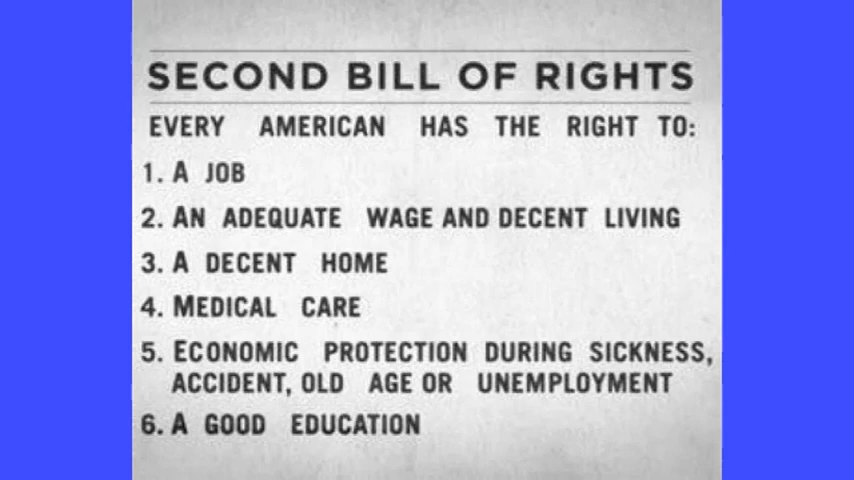 SECOND BILL OF RIGHTS
EVERY AMERICAN HAS THE RIGHT TO:
1. A JOB
2. AN ADEQUATE WAGE AND DECENT LIVING
3. A DECENT HOME
4. MEDICAL CARE
5. ECONOMIC PROTECTION DURING SICKNESS,
ACCIDENT, OLD AGE OR UNEMPLOYMENT
6. A GOOD EDUCATION